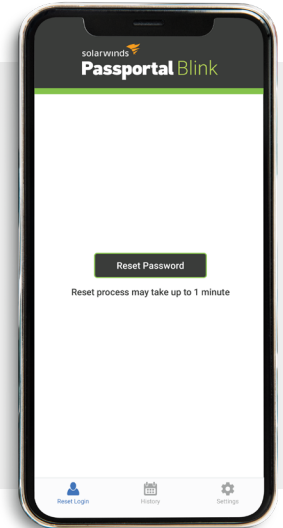 solarwinds
Passportal Blink
Reset Password
Reset process may take up to 1 minute
Reset Login
History
Settings